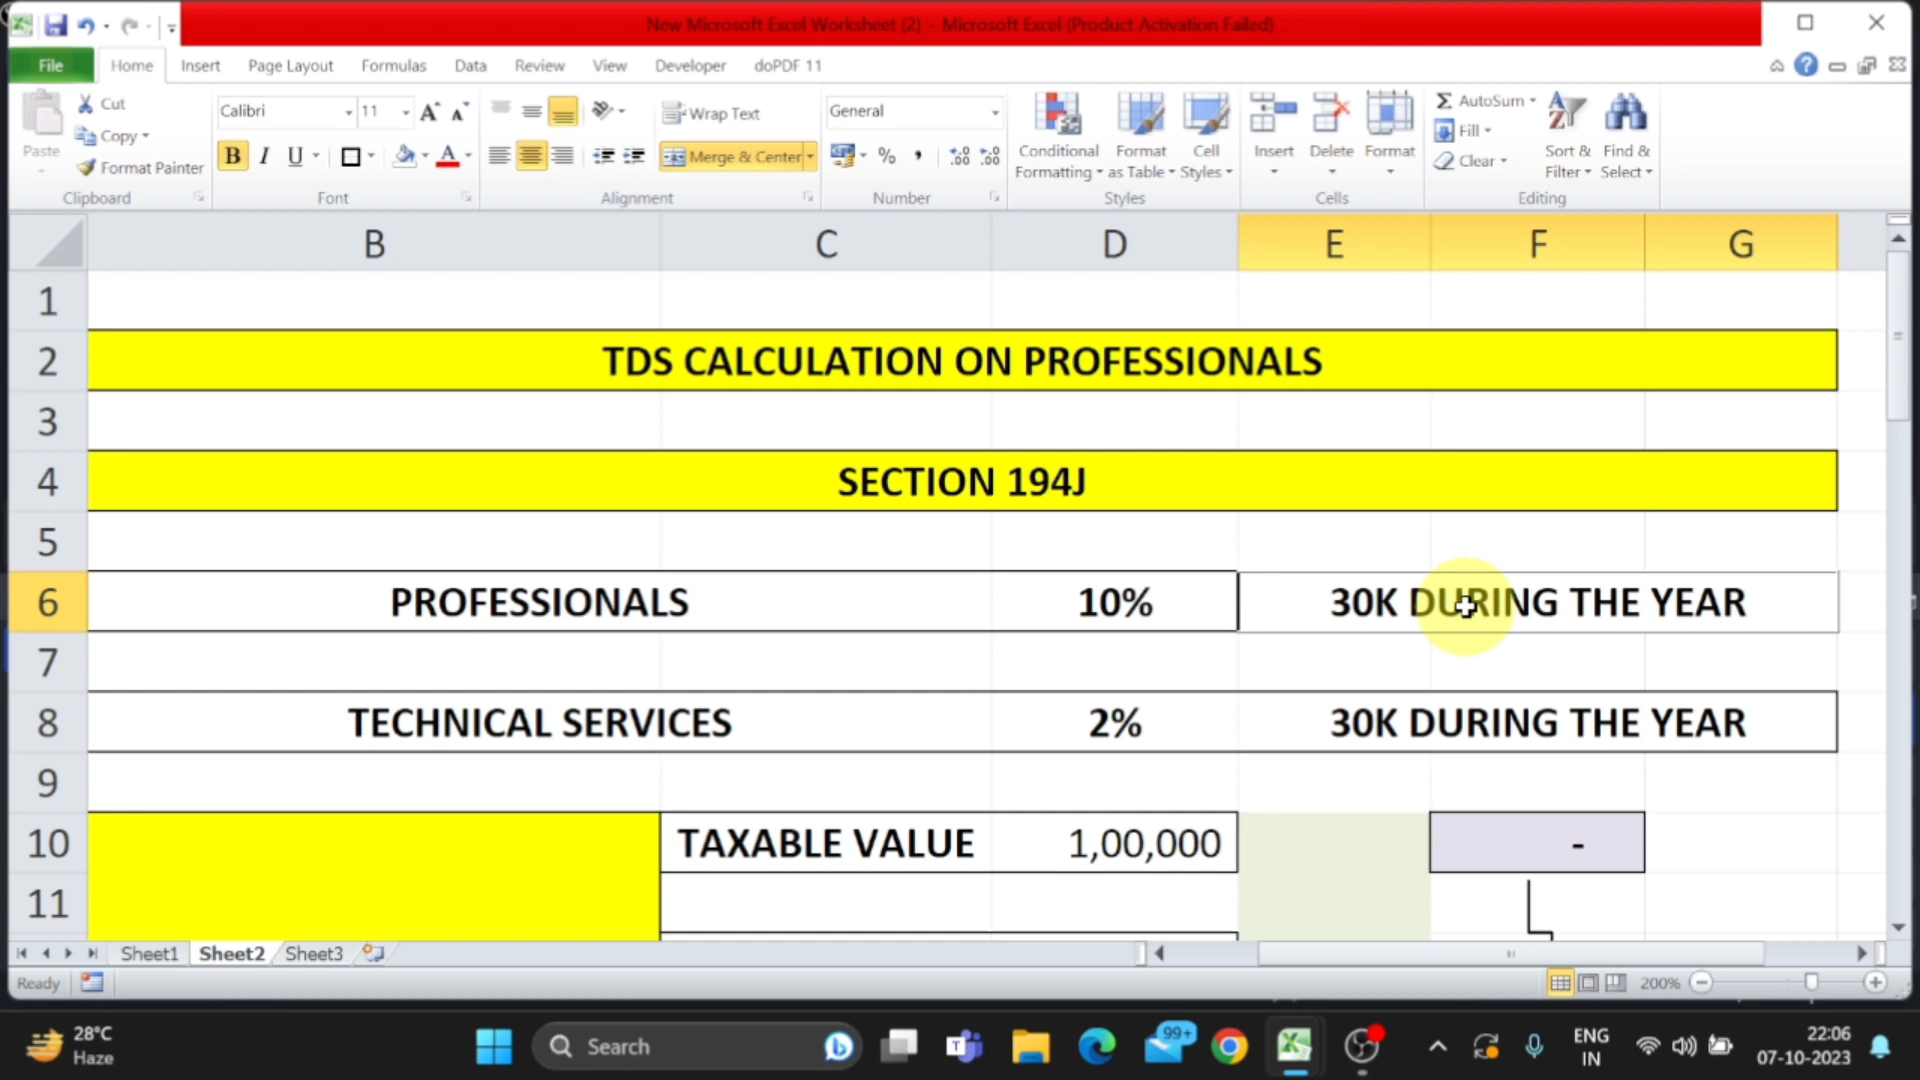 New Microsoft Excel Worksheet (2) - Microsoft Excel (Product Activation Failed)
File Home Insert Page Layout Formulas Data Review View Developer doPDF 11
Paste
Cut
Copy
Format Painter
Clipboard
Calibri 11
B I U
Font
Wrap Text
Merge & Center
Alignment
General
%
Number
Conditional Formatting
Format as Table
Cell Styles
Styles
Insert Delete Format
Cells
AutoSum
Fill
Clear
Sort & Filter
Find & Select
Editing
B C D E F G
1
2 TDS CALCULATION ON PROFESSIONALS
3
4 SECTION 194J
5
6 PROFESSIONALS 10% 30K DURING THE YEAR
7
8 TECHNICAL SERVICES 2% 30K DURING THE YEAR
9
10 TAXABLE VALUE 1,00,000 -
11
Sheet1 Sheet2 Sheet3
Ready 200%
28°C
Haze
Search
99+
ENG
IN
22:06
07-10-2023